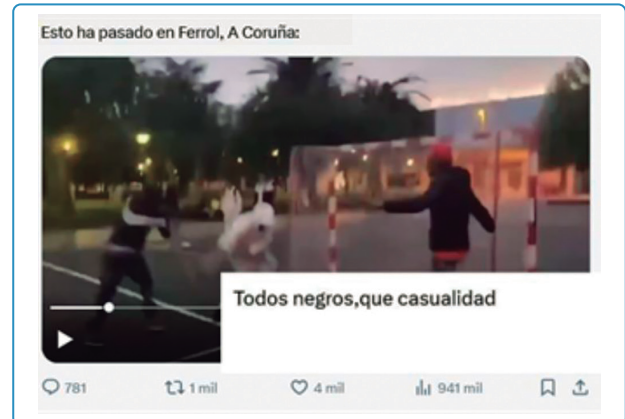 Esto ha pasado en Ferrol, A Coruña:
Todos negros,que casualidad
781 1 mil 4 mil 941 mil